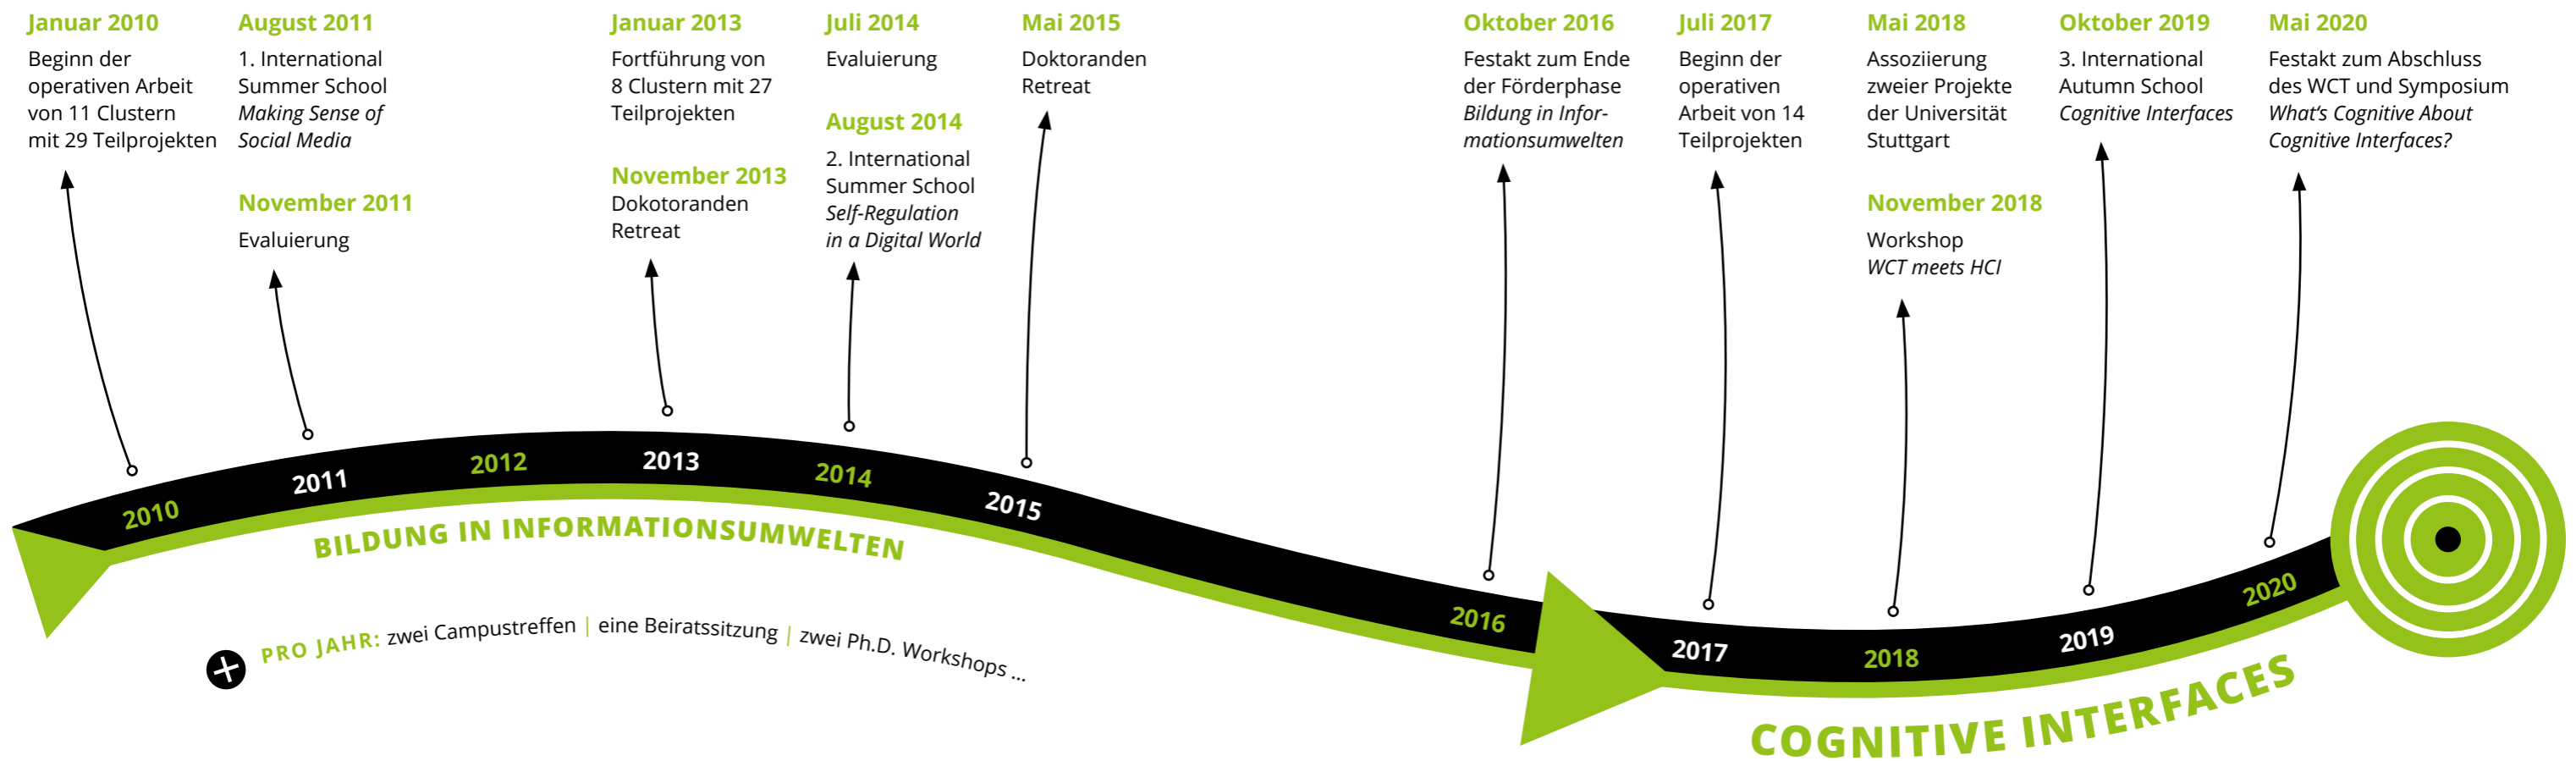 Januar 2010
Beginn der
operativen Arbeit
von 11 Clustern
mit 29 Teilprojekten
August 2011
1. International
Summer School
Making Sense of
Social Media
November 2011
Evaluierung
Januar 2013
Fortführung von
8 Clustern mit 27
Teilprojekten
November 2013
Dokotoranden
Retreat
Juli 2014
Evaluierung
August 2014
2. International
Summer School
Self-Regulation
in a Digital World
Mai 2015
Doktoranden
Retreat
Oktober 2016
Festakt zum Ende
der Förderphase
Bildung in Infor-
mationsumwelten
Juli 2017
Beginn der
operativen
Arbeit von 14
Teilprojekten
Mai 2018
Assoziierung
zweier Projekte
der Universität
Stuttgart
November 2018
Workshop
WCT meets HCI
Oktober 2019
3. International
Autumn School
Cognitive Interfaces
Mai 2020
Festakt zum Abschluss
des WCT und Symposium
What‘s Cognitive About
Cognitive Interfaces?
2010
2011
2012
2013
2014
2015
2016
2017
2018
2019
2020
BILDUNG IN INFORMATIONSUMWELTEN
PRO JAHR: zwei Campustreffen | eine Beiratssitzung | zwei Ph.D. Workshops ...
COGNITIVE INTERFACES